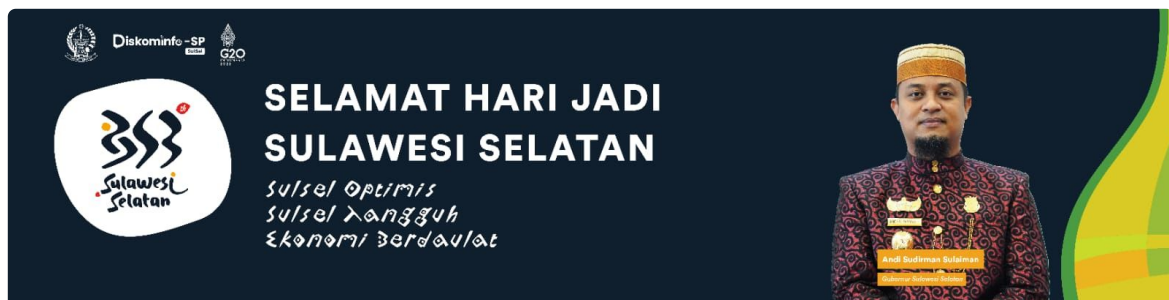 Diskominfo-SP
SulSel
G20
353
Sulawesi
Selatan
SELAMAT HARI JADI
SULAWESI SELATAN
Sulsel Optimis
Sulsel Tangguh
Ekonomi Berdaulat
Andi Sudirman Sulaiman
Gubernur Sulawesi Selatan